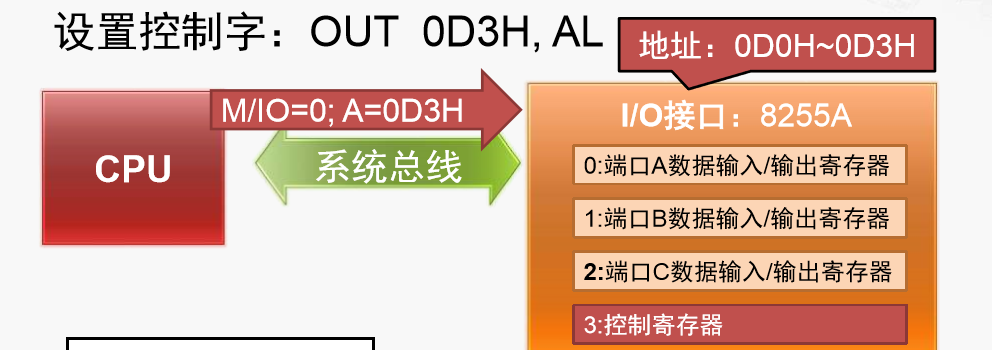 设置控制字：OUT 0D3H, AL
地址：0D0H~0D3H
M/IO=0; A=0D3H
I/O接口：8255A
CPU
系统总线
0:端口A数据输入/输出寄存器
1:端口B数据输入/输出寄存器
2:端口C数据输入/输出寄存器
3:控制寄存器